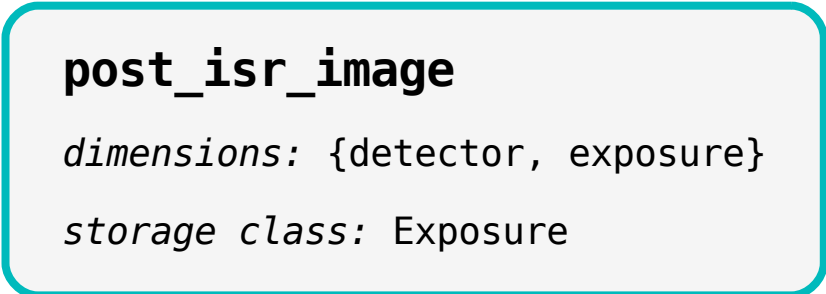 post_isr_image
dimensions: {detector, exposure}
storage class: Exposure